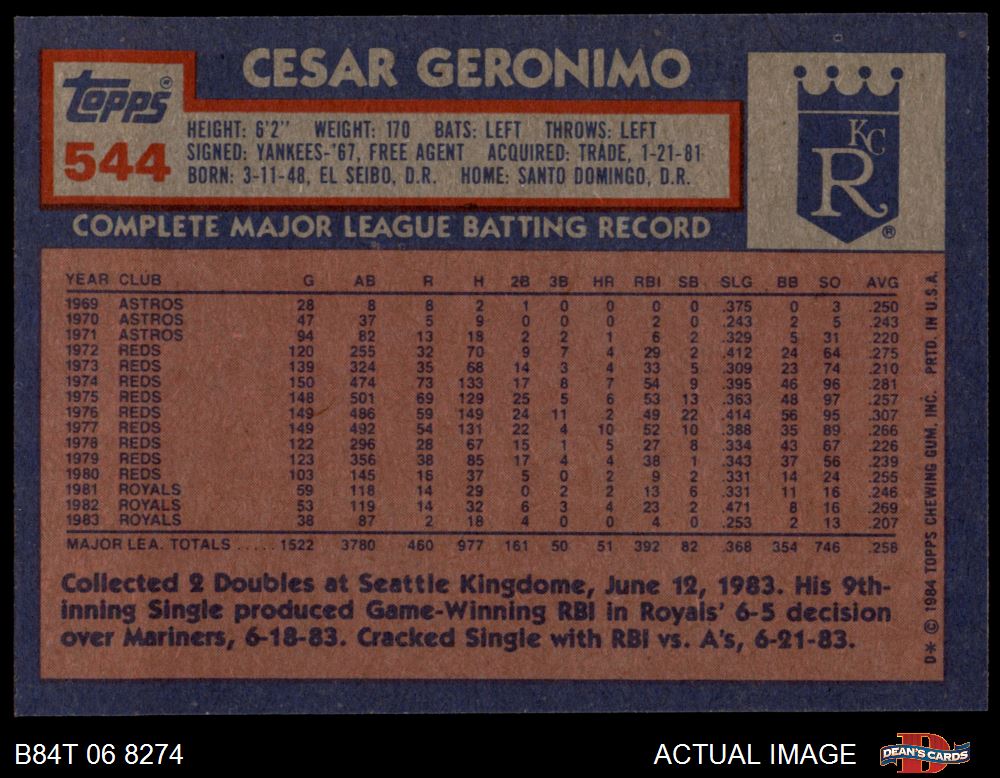 CESAR GERONIMO
Topps®
544
HEIGHT: 6'2" WEIGHT: 170 BATS: LEFT THROWS: LEFT
SIGNED: YANKEES-'67, FREE AGENT ACQUIRED: TRADE, 1-21-81
BORN: 3-11-48, EL SEIBO, D.R. HOME: SANTO DOMINGO, D.R.
KC
R
®
COMPLETE MAJOR LEAGUE BATTING RECORD
YEAR CLUB G AB R H 2B 3B HR RBI SB SLG BB SO AVG
1969 ASTROS 28 8 8 2 1 0 0 0 0 .375 0 3 .250
1970 ASTROS 47 37 5 9 0 0 0 2 0 .243 2 5 .243
1971 ASTROS 94 82 13 18 2 2 1 6 2 .329 5 31 .220
1972 REDS 120 255 32 70 9 7 4 29 2 .412 24 64 .275
1973 REDS 139 324 35 68 14 3 4 33 5 .309 23 74 .210
1974 REDS 150 474 73 133 17 8 7 54 9 .395 46 96 .281
1975 REDS 148 501 69 129 25 5 6 53 13 .363 48 97 .257
1976 REDS 149 486 59 149 24 11 2 49 22 .414 56 95 .307
1977 REDS 149 492 54 131 22 4 10 52 10 .388 35 89 .266
1978 REDS 122 296 28 67 15 1 5 27 8 .334 43 67 .226
1979 REDS 123 356 38 85 17 4 4 38 1 .343 37 56 .239
1980 REDS 103 145 16 37 5 0 2 9 2 .331 14 24 .255
1981 ROYALS 59 118 14 29 0 2 2 13 6 .331 11 16 .246
1982 ROYALS 53 119 14 32 6 3 4 23 2 .471 8 16 .269
1983 ROYALS 38 87 2 18 4 0 0 4 0 .253 2 13 .207
MAJOR LEA. TOTALS ..... 1522 3780 460 977 161 50 51 392 82 .368 354 746 .258
Collected 2 Doubles at Seattle Kingdome, June 12, 1983. His 9th-
inning Single produced Game-Winning RBI in Royals' 6-5 decision
over Mariners, 6-18-83. Cracked Single with RBI vs. A's, 6-21-83.
D* © 1984 TOPPS CHEWING GUM, INC. PRTD. IN U.S.A.
B84T 06 8274
ACTUAL IMAGE
DEAN'S CARDS